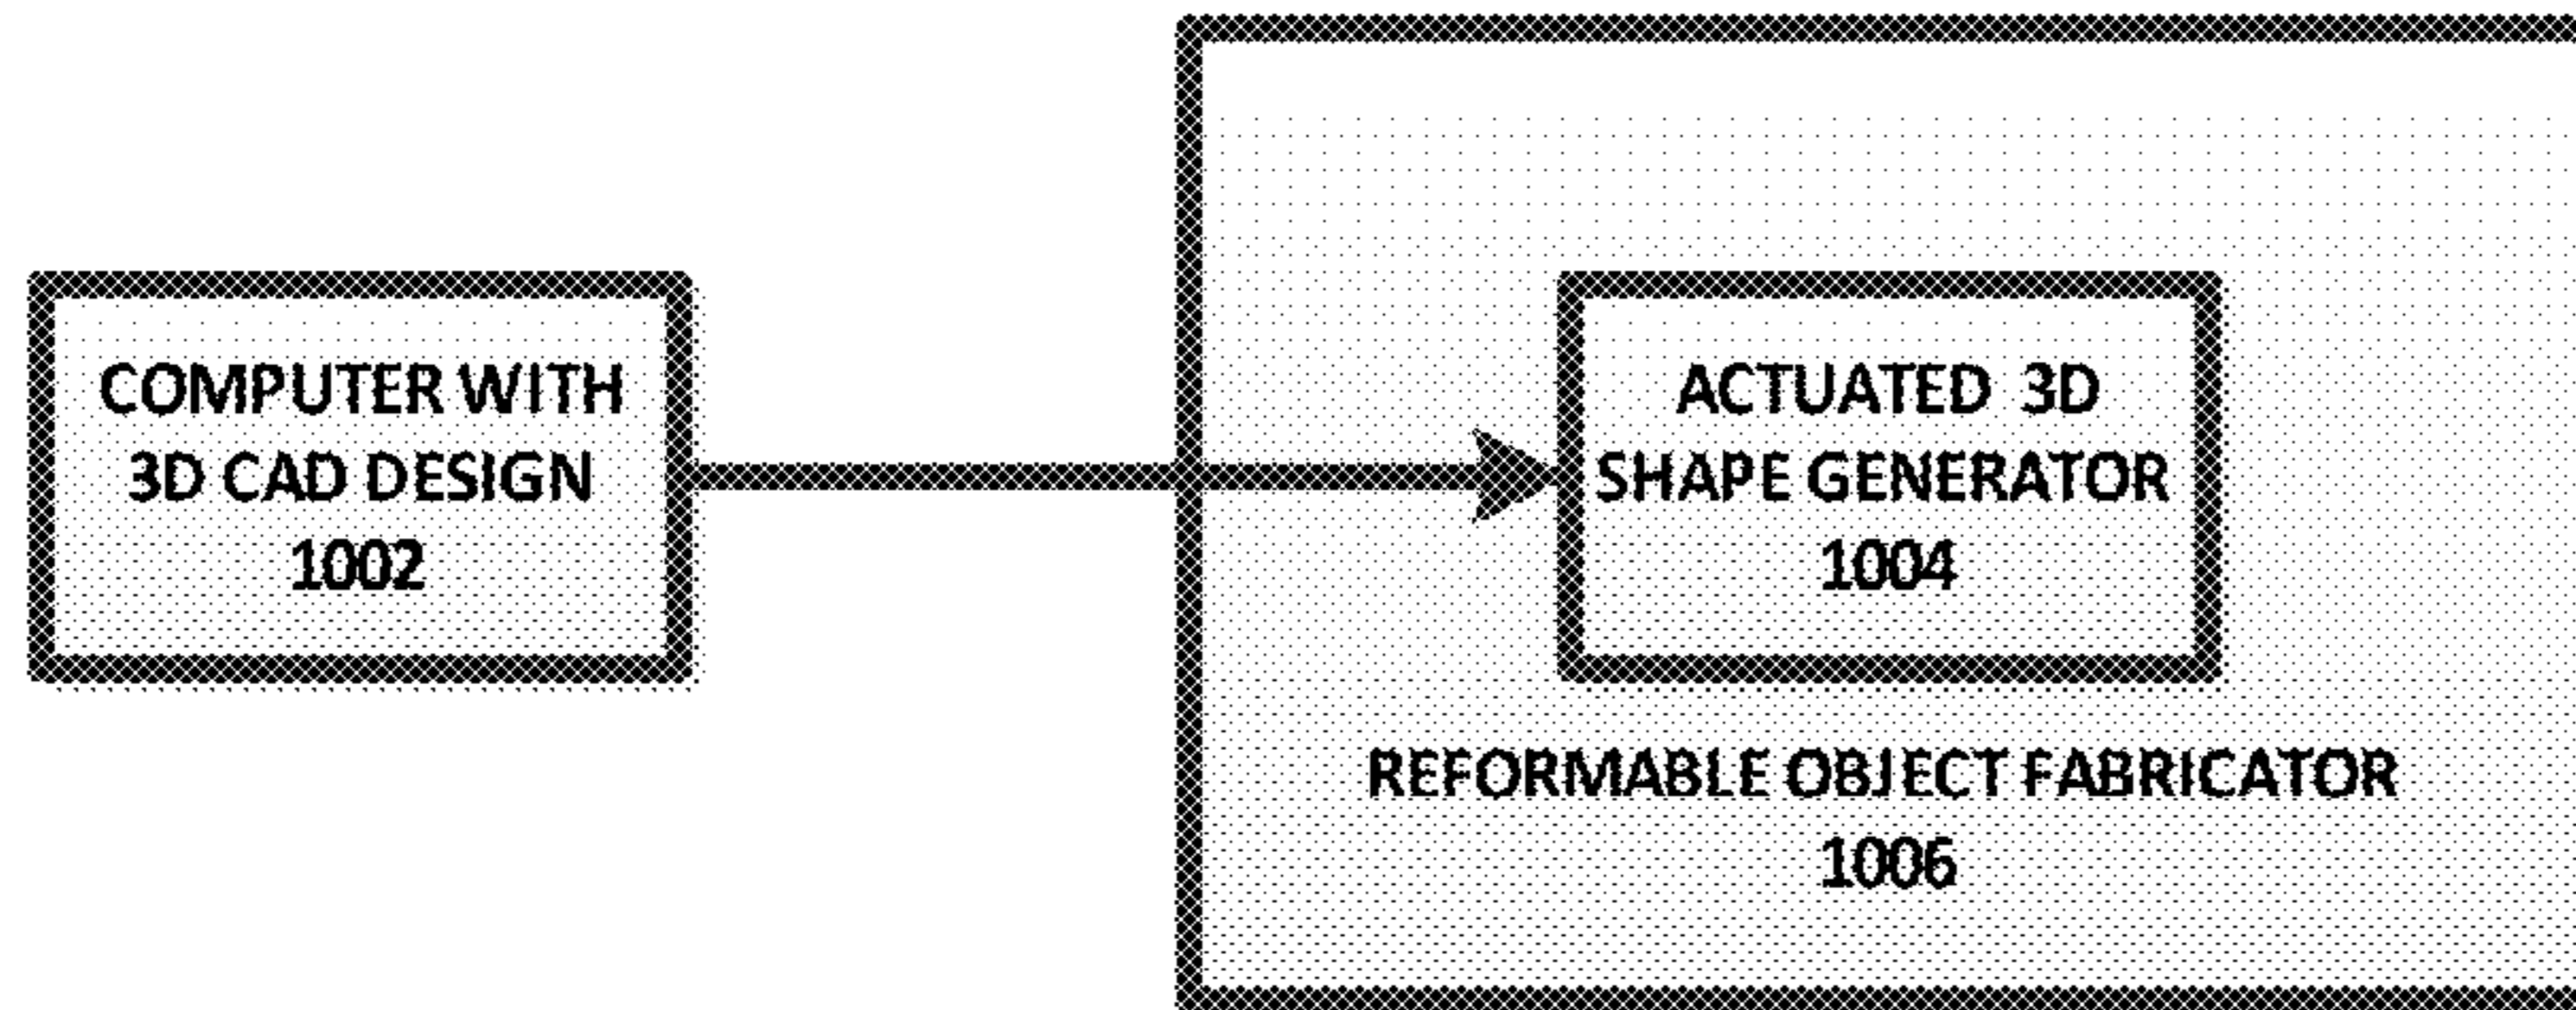 COMPUTER WITH
3D CAD DESIGN
1002
ACTUATED 3D
SHAPE GENERATOR
1004
REFORMABLE OBJECT FABRICATOR
1006